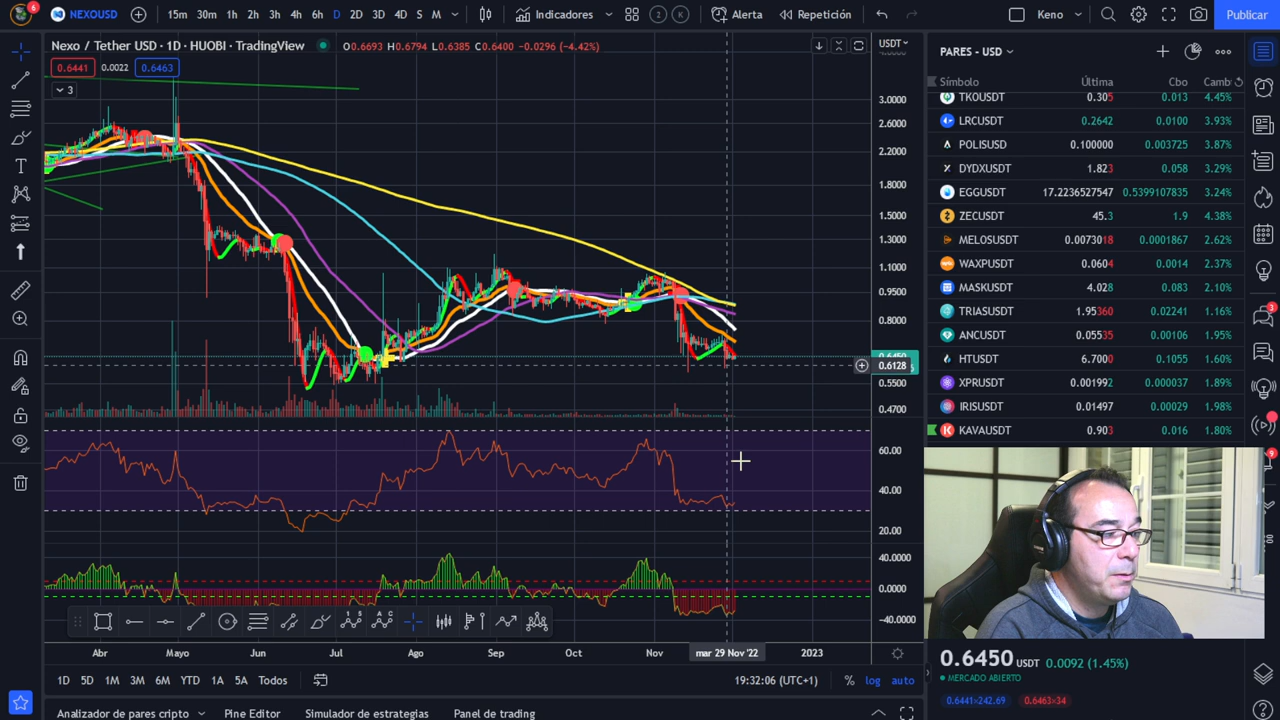 6 NEXOUSD 15m 30m 1h 2h 3h 4h 6h D 2D 3D 4D S M Indicadores 2 K Alerta Repetición Keno Publicar
Nexo / Tether USD · 1D · HUOBI · TradingView O0.6693 H0.6794 L0.6385 C0.6400 -0.0296 (-4.42%) USDT
0.6441 0.0022 0.6463
3
3.0000
2.6000
2.2000
1.8000
1.5000
1.3000
1.1000
0.9500
0.8000
0.6128
0.5500
0.4700
60.00
40.00
20.00
40.0000
0.0000
-40.0000
Abr Mayo Jun Jul Ago Sep Oct Nov mar 29 Nov '22 2023
1D 5D 1M 3M 6M YTD 1A 5A Todos 19:32:06 (UTC+1) % log auto
Analizador de pares cripto Pine Editor Simulador de estrategias Panel de trading
PARES - USD
Símbolo Última Cbo Camb
TKOUSDT 0.305 0.013 4.45%
LRCUSDT 0.2642 0.0100 3.93%
POLISUSD 0.100000 0.003725 3.87%
DYDXUSDT 1.823 0.058 3.29%
EGGUSDT 17.2236527547 0.5399107835 3.24%
ZECUSDT 45.3 1.9 4.38%
MELOSUSDT 0.0073018 0.0001867 2.62%
WAXPUSDT 0.0604 0.0014 2.37%
MASKUSDT 4.028 0.083 2.10%
TRIASUSDT 1.95360 0.02241 1.16%
ANCUSDT 0.05535 0.00106 1.95%
HTUSDT 6.7000 0.1055 1.60%
XPRUSDT 0.001992 0.000037 1.89%
IRISUSDT 0.01497 0.00029 1.98%
KAVAUSDT 0.903 0.016 1.80%
3
9
0.6450 USDT 0.0092 (1.45%)
MERCADO ABIERTO
0.6441×242.69 0.6463×34